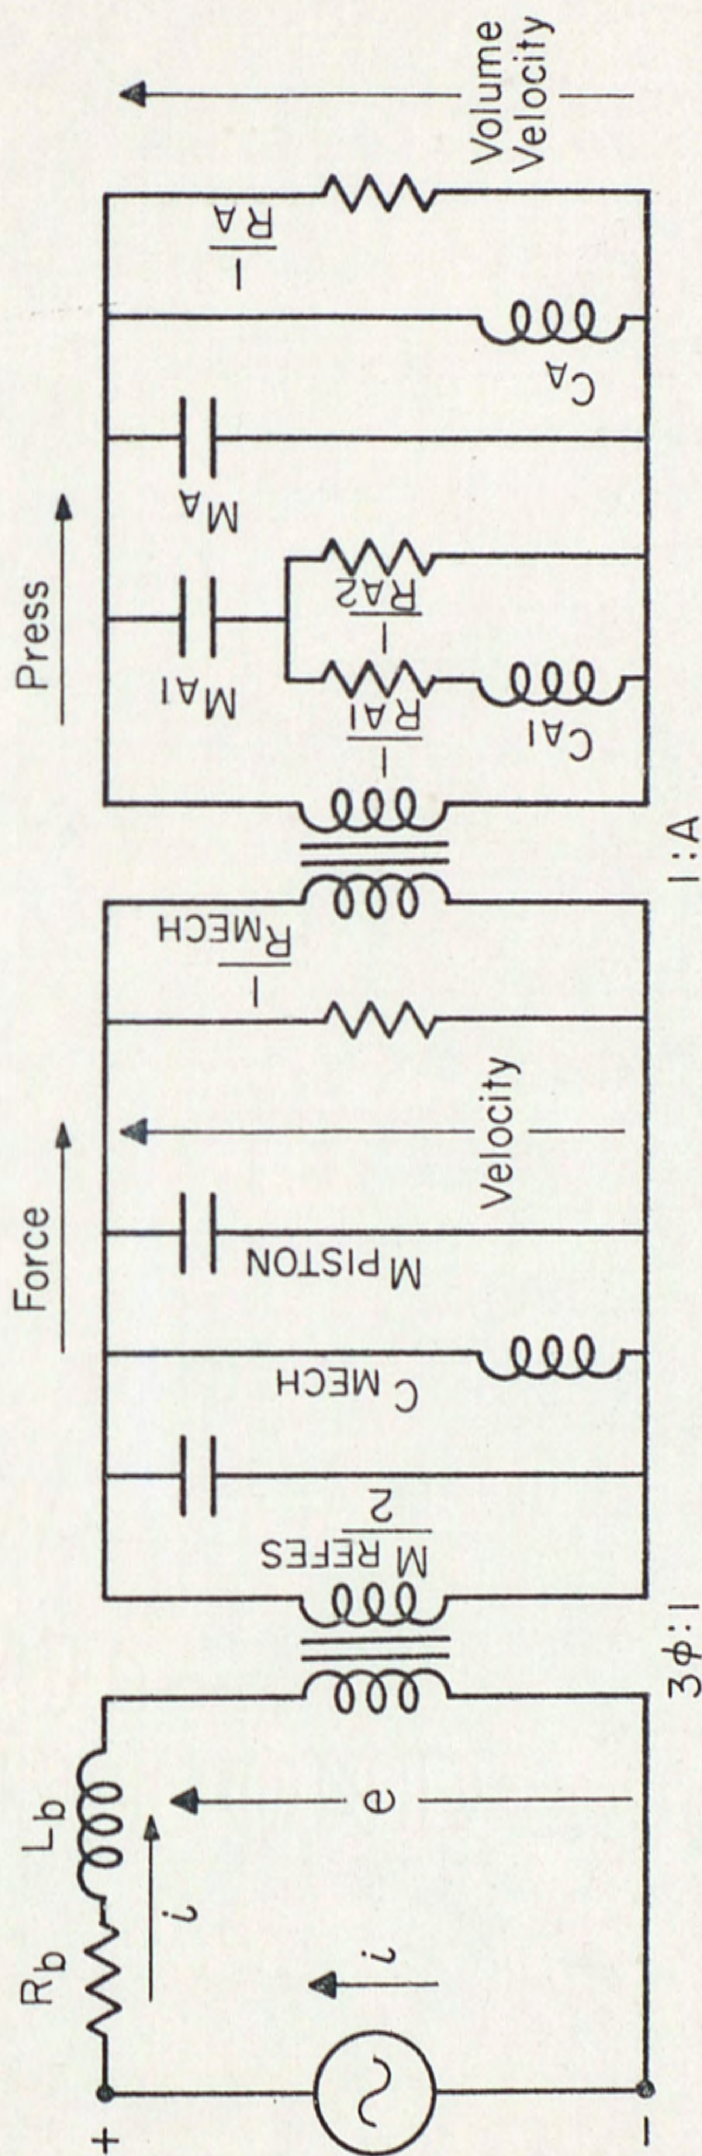 +
−
R_b
L_b
i
i
e
3φ:1
Force
M_REFES
2
C_MECH
M_PISTON
Velocity
1
R_MECH
1:A
Press
M_A1
1
R_A1
C_A1
1
R_A2
M_A
C_A
1
R_A
Volume
Velocity